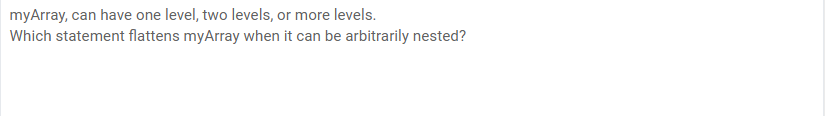 myArray, can have one level, two levels, or more levels.
Which statement flattens myArray when it can be arbitrarily nested?